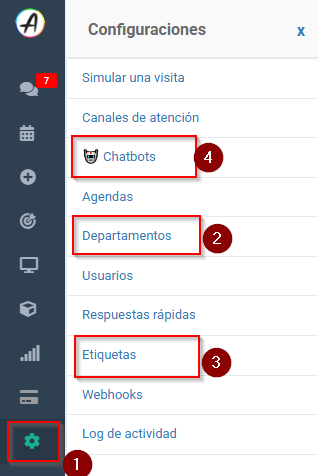 A
Configuraciones
x
7
Simular una visita
Canales de atención
Chatbots
4
Agendas
Departamentos
2
Usuarios
Respuestas rápidas
Etiquetas
3
Webhooks
Log de actividad
1